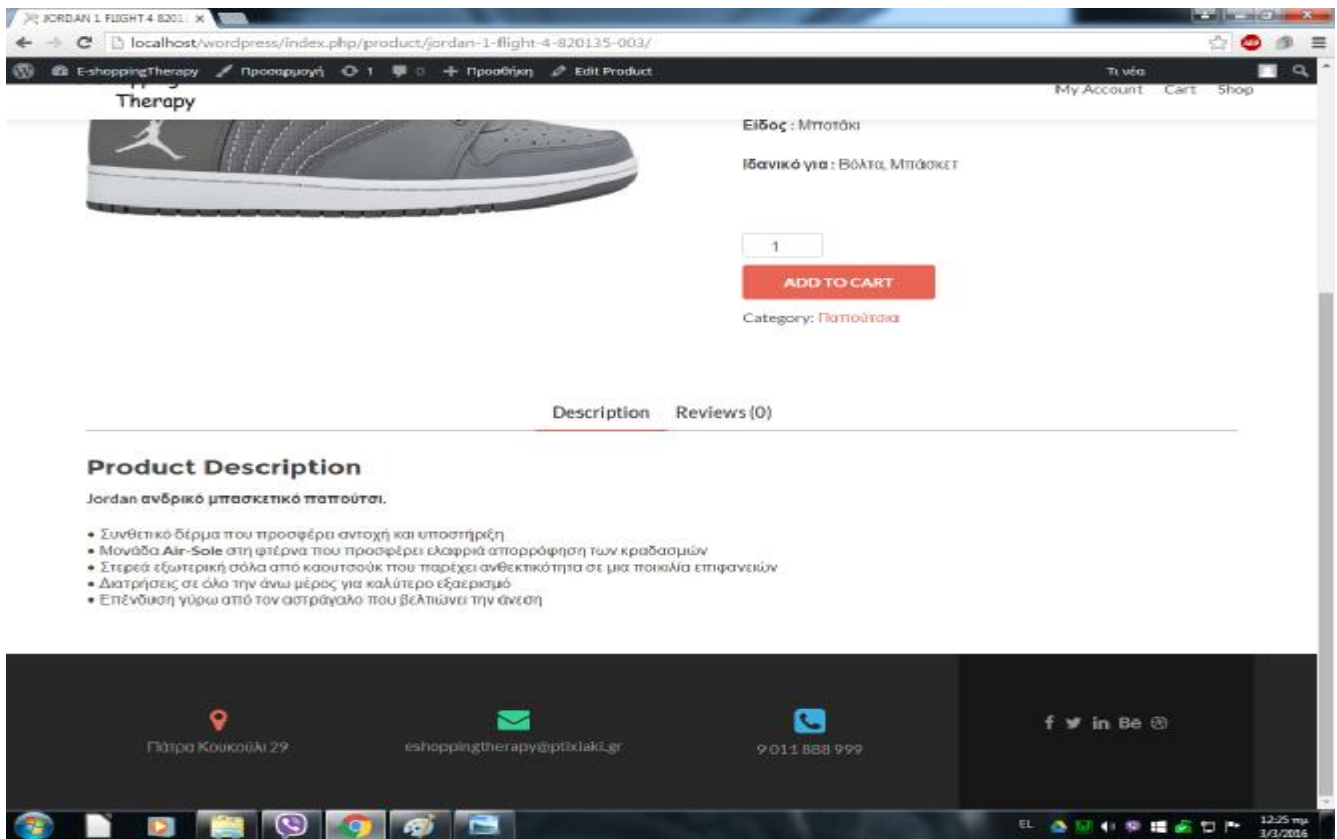 JORDAN 1 FLIGHT 4 8201
localhost/wordpress/index.php/product/jordan-1-flight-4-820135-003/
E-shoppingTherapy Προσαρμογή 1 0 Προσθήκη Edit Product Τι νέα
Therapy
My Account Cart Shop
Είδος : Μποτάκι
Ιδανικό για : Βόλτα, Μπάσκετ
1
ADD TO CART
Category: Παπούτσια
Description Reviews (0)
Product Description
Jordan ανδρικό μπασκετικό παπούτσι.
• Συνθετικό δέρμα που προσφέρει αντοχή και υποστήριξη
• Μονάδα Air-Sole στη φτέρνα που προσφέρει ελαφριά απορρόφηση των κραδασμών
• Στερεά εξωτερική σόλα από καουτσούκ που παρέχει ανθεκτικότητα σε μια ποικιλία επιφανειών
• Διατρήσεις σε όλο την άνω μέρος για καλύτερο εξαερισμό
• Επένδυση γύρω από τον αστράγαλο που βελτιώνει την άνεση
Πάτρα Κουκούλι 29
eshoppingtherapy@ptixiaki.gr
9 011 888 999
f in Bē
EL
12:25 πμ
3/3/2016